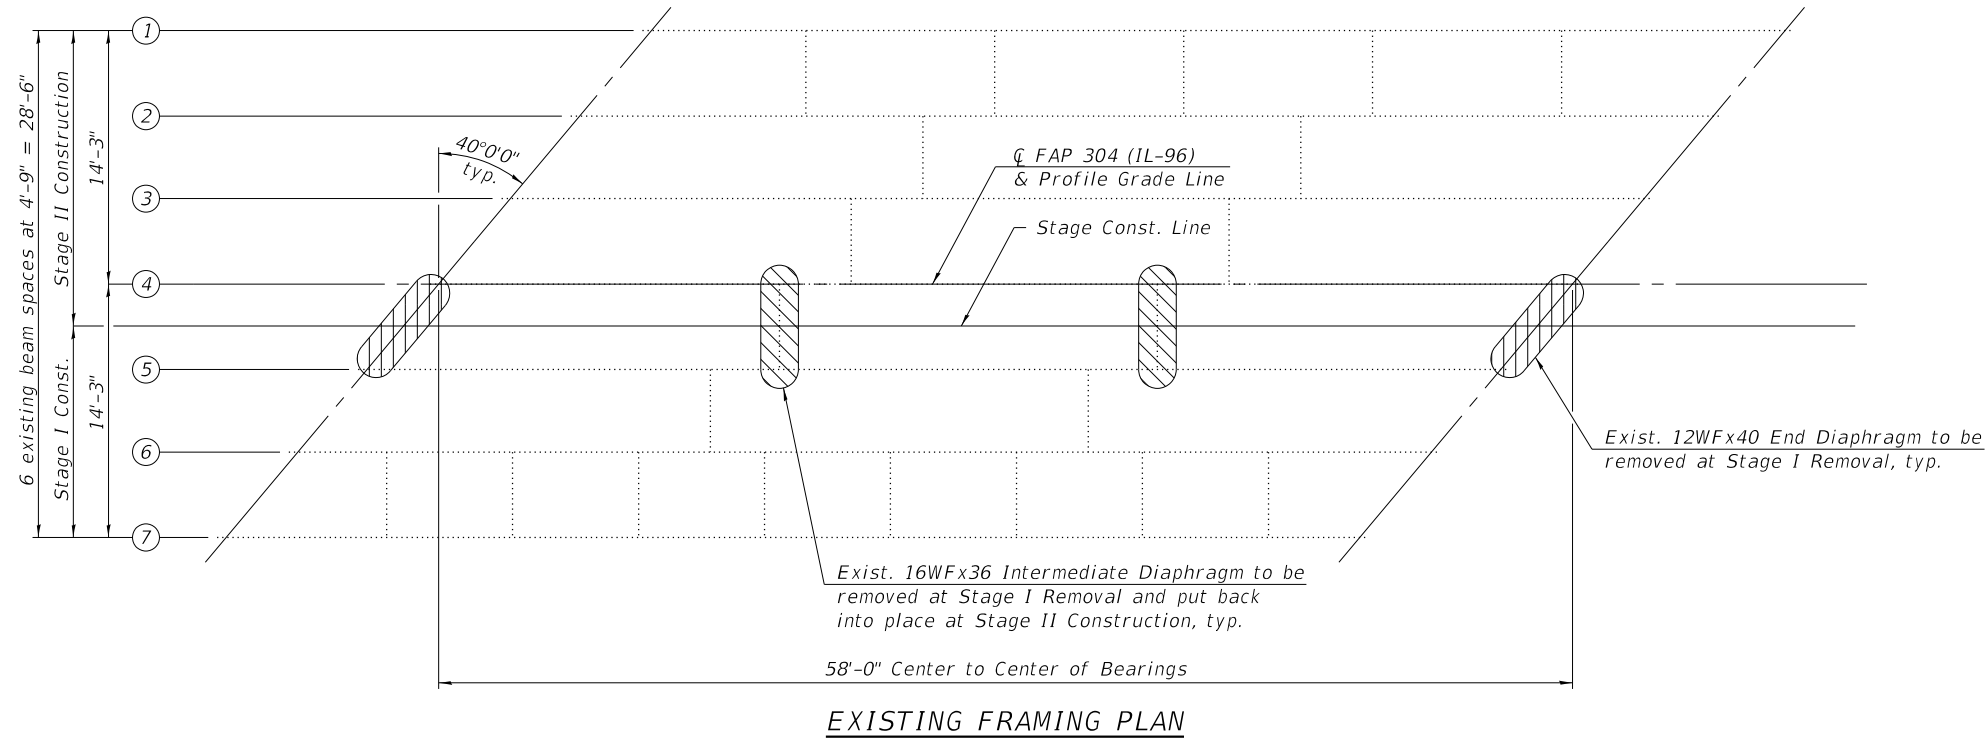 1
2
3
4
5
6
7
6 existing beam spaces at 4'-9" = 28'-6"
Stage II Construction
Stage I Const.
14'-3"
14'-3"
40°0'0"
typ.
℄ FAP 304 (IL-96)
& Profile Grade Line
Stage Const. Line
Exist. 12WFx40 End Diaphragm to be
removed at Stage I Removal, typ.
Exist. 16WFx36 Intermediate Diaphragm to be
removed at Stage I Removal and put back
into place at Stage II Construction, typ.
58'-0" Center to Center of Bearings
EXISTING FRAMING PLAN